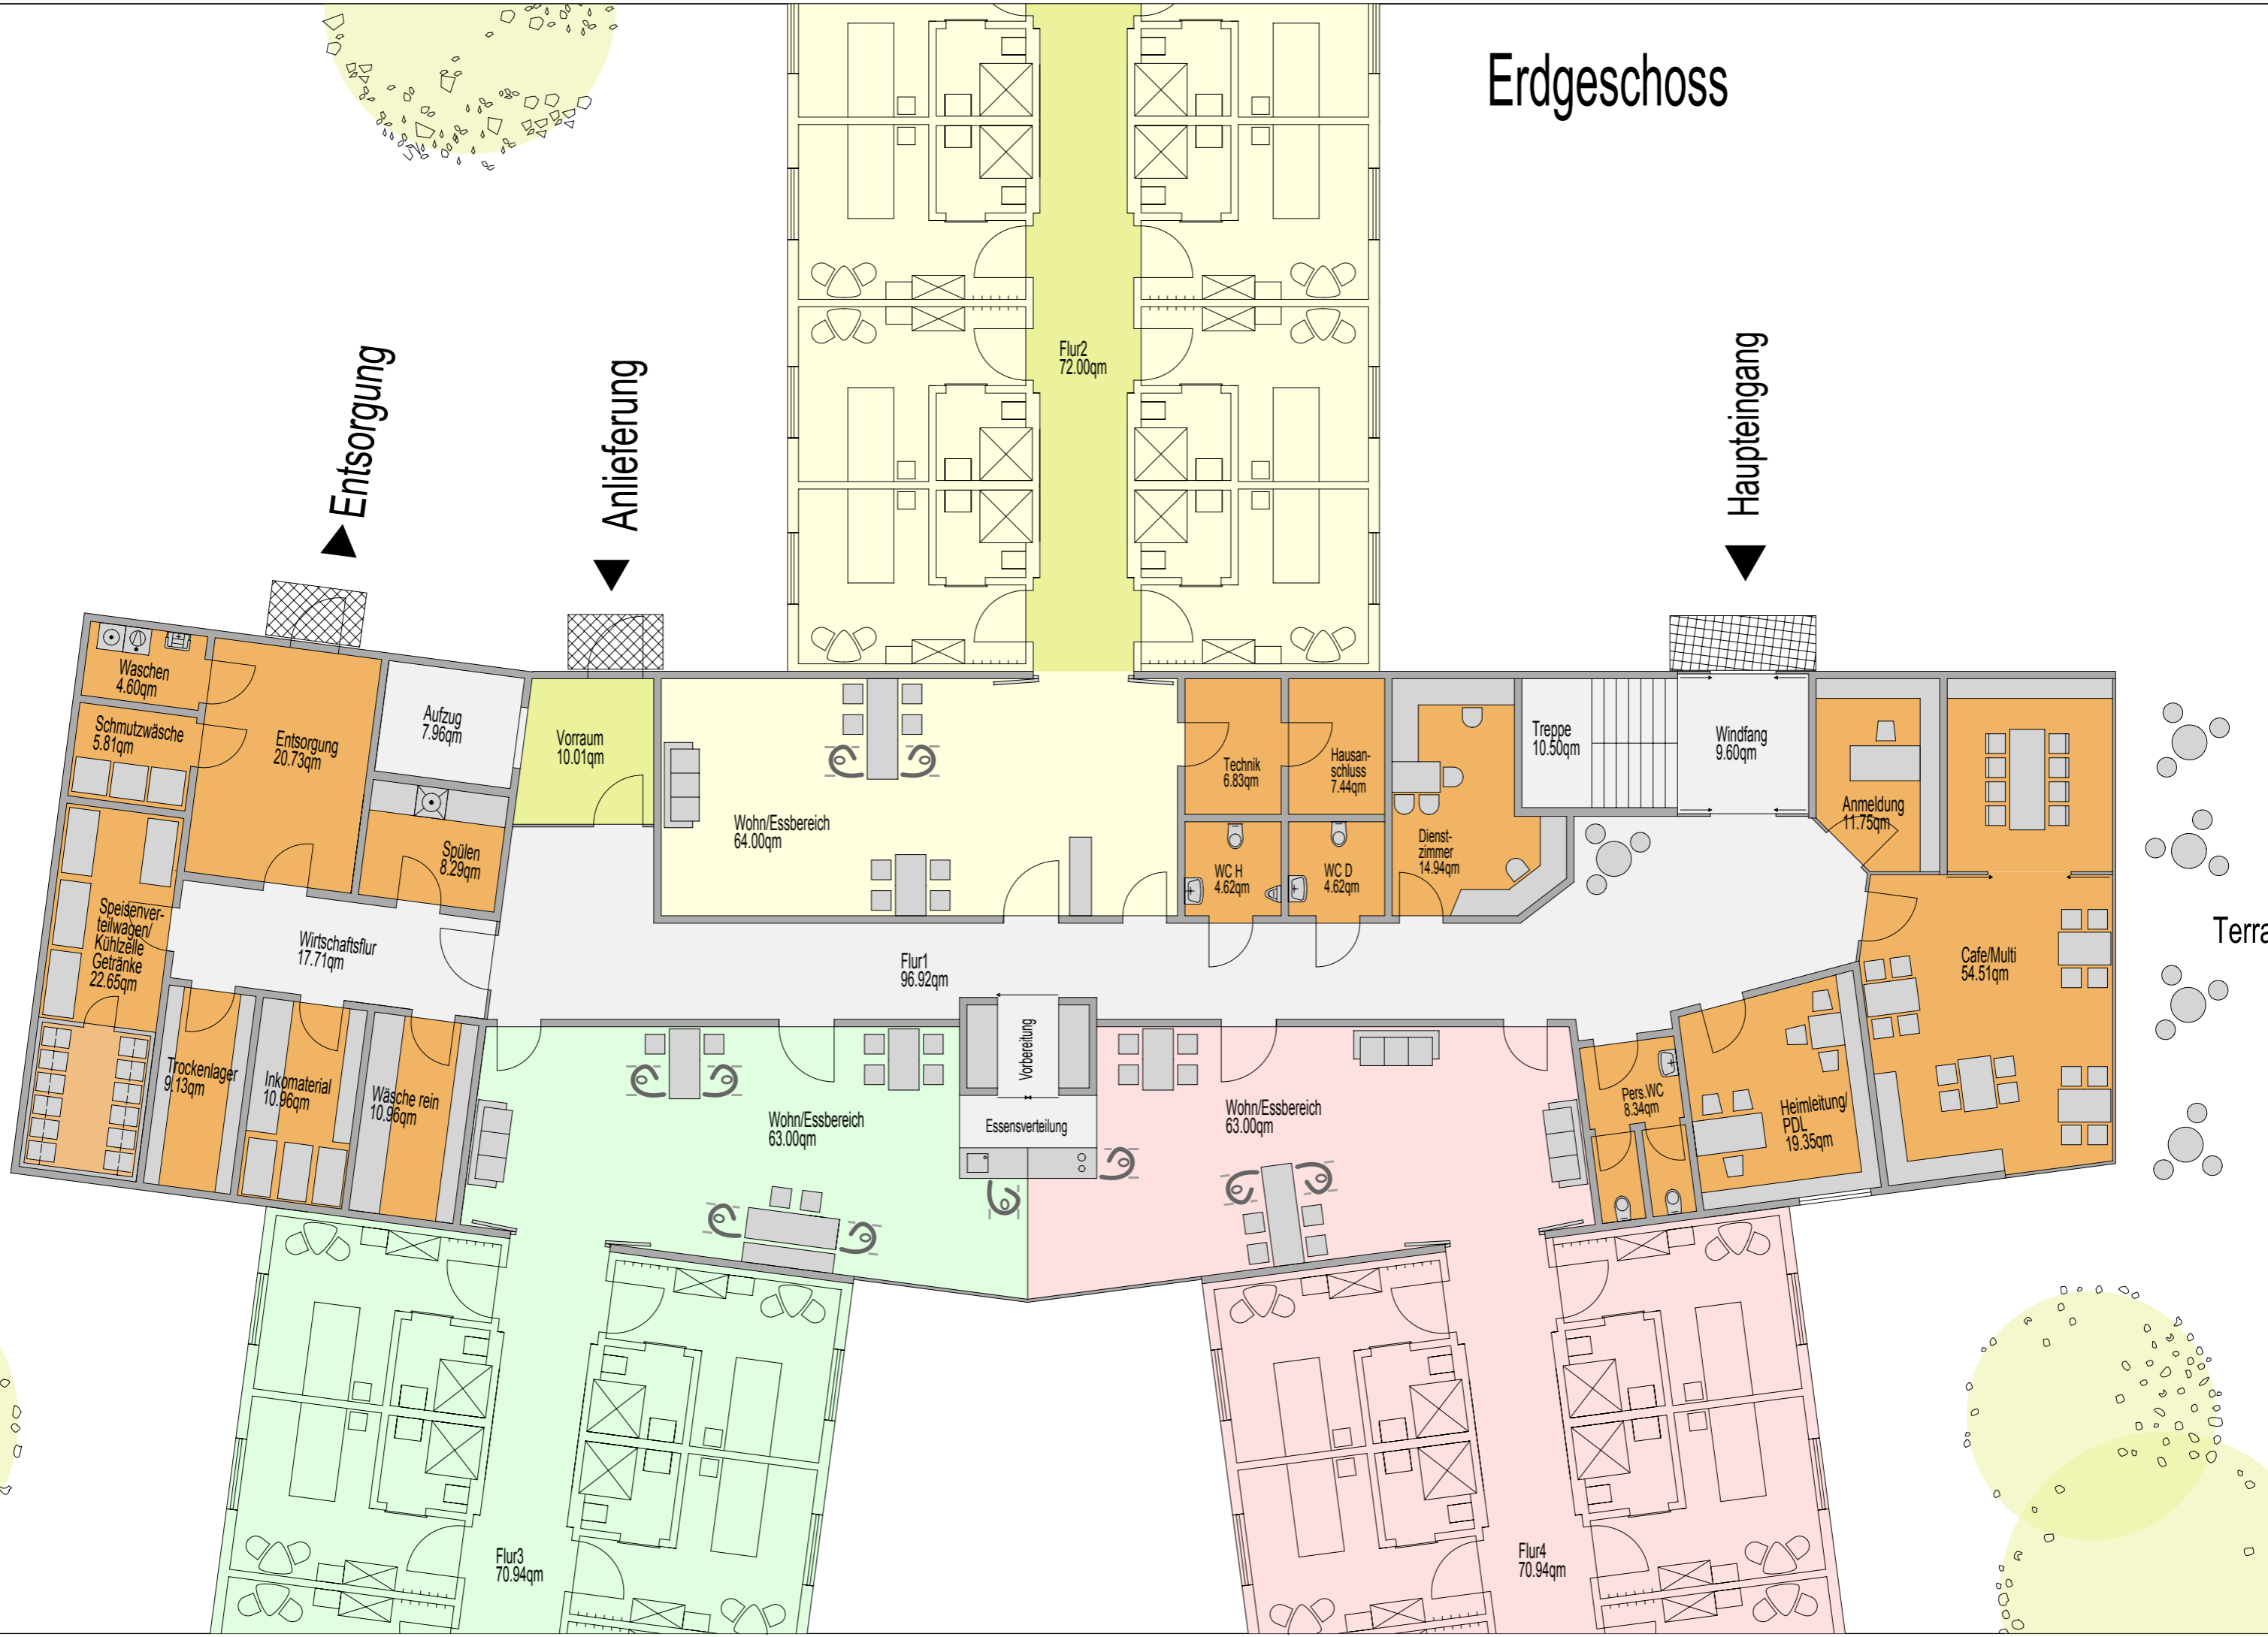 Erdgeschoss
Entsorgung
Anlieferung
Haupteingang
Flur2
72.00qm
Waschen
4.60qm
Schmutzwäsche
5.81qm
Entsorgung
20.73qm
Aufzug
7.96qm
Vorraum
10.01qm
Spülen
8.29qm
Wohn/Essbereich
64.00qm
Technik
6.83qm
Hausan-
schluss
7.44qm
WC H
4.62qm
WC D
4.62qm
Dienst-
zimmer
14.94qm
Treppe
10.50qm
Windfang
9.60qm
Anmeldung
11.75qm
Speisenver-
teilwagen/
Kühlzelle
Getränke
22.65qm
Wirtschaftsflur
17.71qm
Flur1
96.92qm
Cafe/Multi
54.51qm
Terra
Trockenlager
9.13qm
Inkomaterial
10.96qm
Wäsche rein
10.96qm
Wohn/Essbereich
63.00qm
Vorbereitung
Essensverteilung
Wohn/Essbereich
63.00qm
Pers.WC
8.34qm
Heimleitung/
PDL
19.35qm
Flur3
70.94qm
Flur4
70.94qm